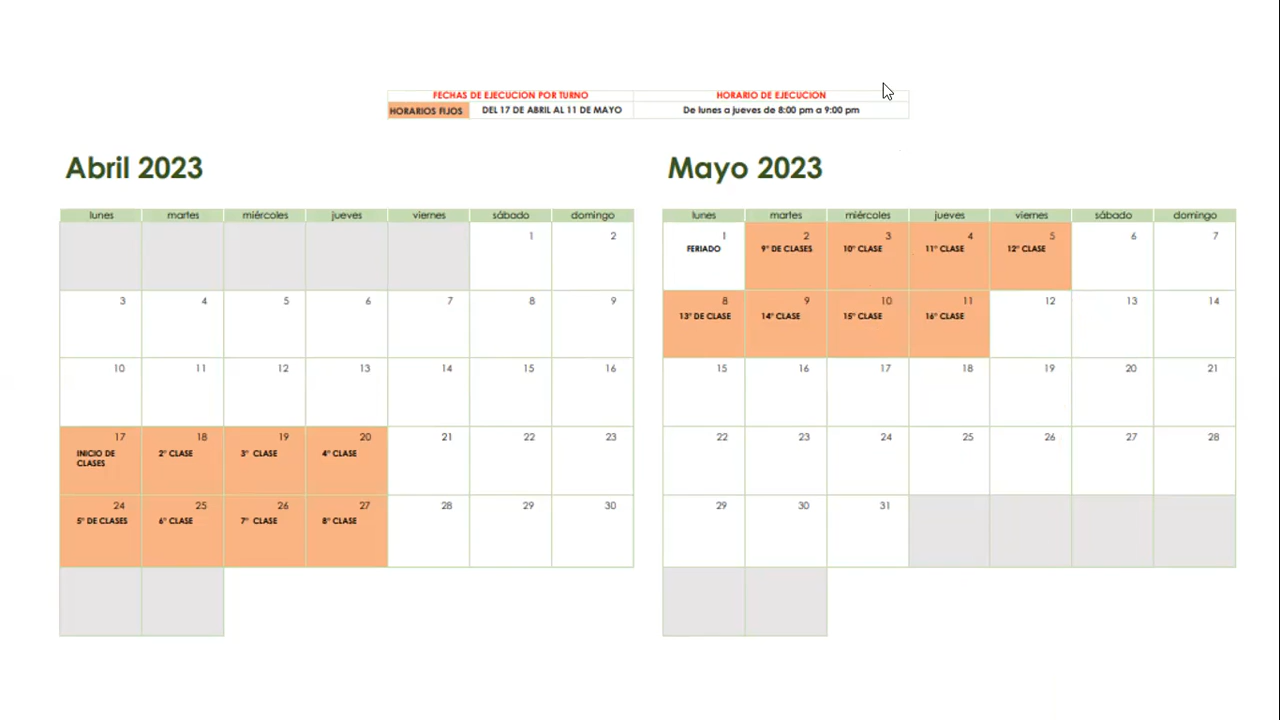 FECHAS DE EJECUCION POR TURNO HORARIO DE EJECUCION
HORARIOS FIJOS DEL 17 DE ABRIL AL 11 DE MAYO De lunes a jueves de 8:00 pm a 9:00 pm
Abril 2023
lunes martes miércoles jueves viernes sábado domingo
1 2
3 4 5 6 7 8 9
10 11 12 13 14 15 16
17 18 19 20 21 22 23
INICIO DE CLASES 2° CLASE 3° CLASE 4° CLASE
24 25 26 27 28 29 30
5° DE CLASES 6° CLASE 7° CLASE 8° CLASE
Mayo 2023
lunes martes miércoles jueves viernes sábado domingo
1 2 3 4 5 6 7
FERIADO 9° DE CLASES 10° CLASE 11° CLASE 12° CLASE
8 9 10 11 12 13 14
13° DE CLASE 14° CLASE 15° CLASE 16° CLASE
15 16 17 18 19 20 21
22 23 24 25 26 27 28
29 30 31